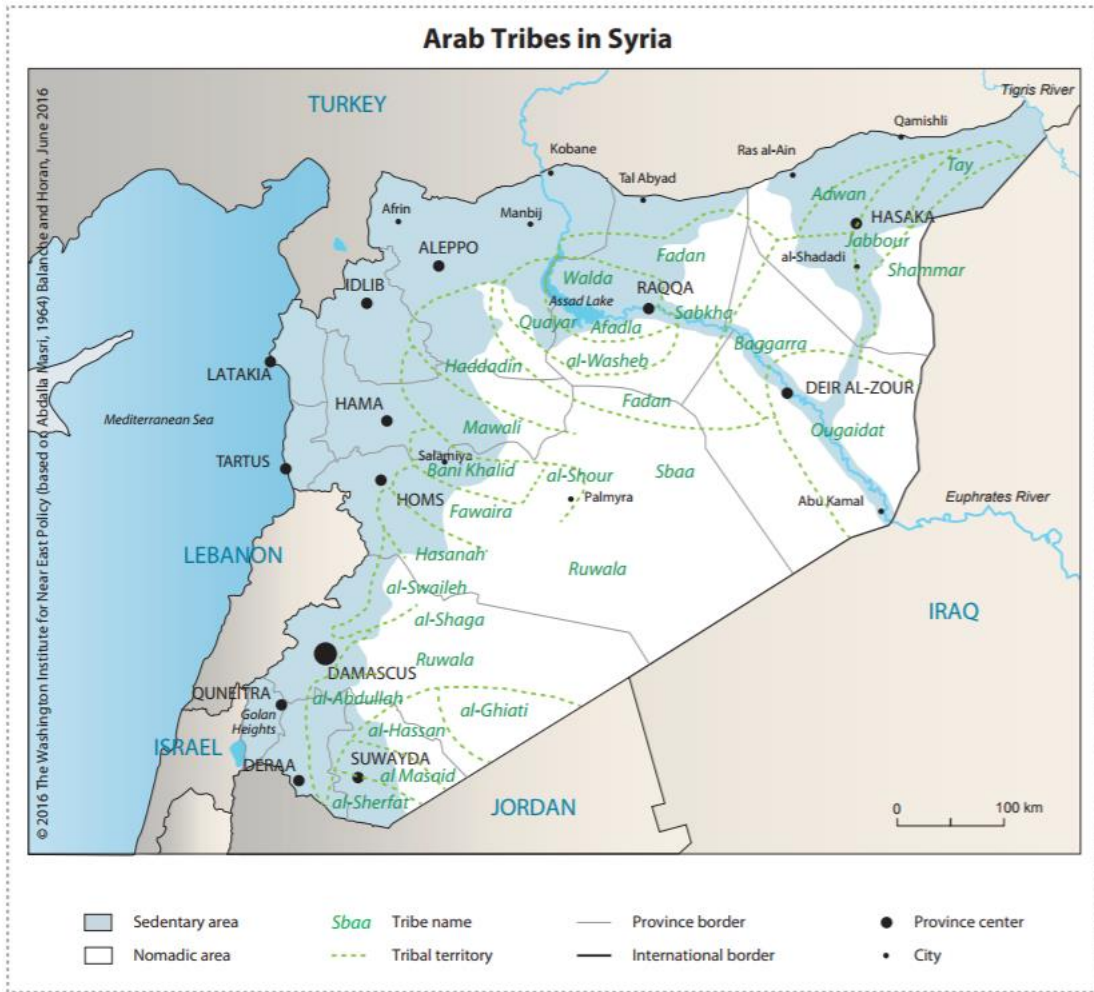 Arab Tribes in Syria
© 2016 The Washington Institute for Near East Policy (based on Abdalla Masri, 1964) Balanche and Horan, June 2016
TURKEY
Tigris River
Qamishli
Kobane
Ras al-Ain
Tal Abyad
Tay
Adwan
Afrin
Manbij
HASAKA
ALEPPO
Jabbour
al-Shadadi
Fadan
Shammar
Walda
IDLIB
RAQQA
Assad Lake
Sabkha
Quayar
Afadla
Baggarra
al-Washeb
Haddadin
LATAKIA
DEIR AL-ZOUR
Fadan
HAMA
Mediterranean Sea
Mawali
Ougaidat
Salamiya
TARTUS
Bani Khalid
al-Shour
Sbaa
HOMS
Palmyra
Abu Kamal
Euphrates River
Fawaira
LEBANON
Hasanah
Ruwala
al-Swaileh
IRAQ
al-Shaga
Ruwala
DAMASCUS
QUNEITRA
al-Abdullah
Golan
Heights
al-Ghiati
al-Hassan
ISRAEL
SUWAYDA
DERAA
al Masqid
al-Sherfat
JORDAN
0
100 km
Sedentary area
Sbaa
Tribe name
Province border
Province center
Nomadic area
Tribal territory
International border
City